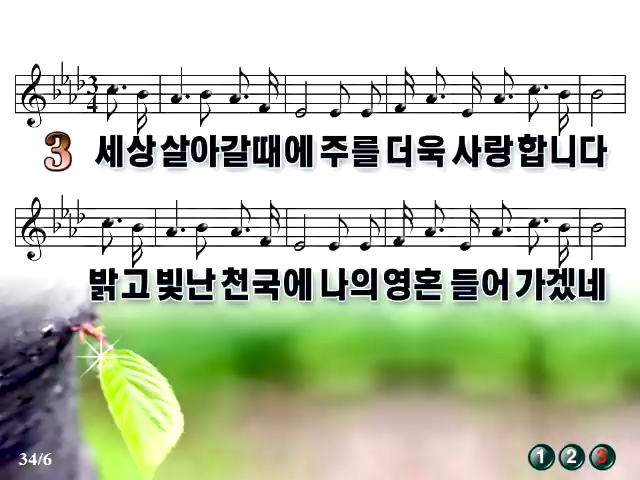 3
4
3 세상 살아갈때에 주를 더욱 사랑합니다
밝고 빛난 천국에 나의 영혼 들어가겠네
34/6
1 2 3